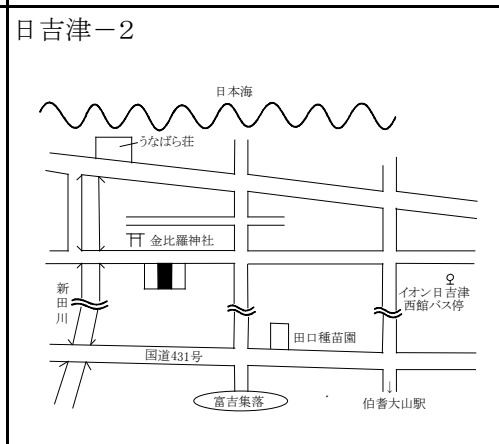 日吉津－2
日本海
うなばら荘
金比羅神社
新田川
イオン日吉津
西館バス停
田口種苗園
国道431号
富吉集落
↓
伯耆大山駅